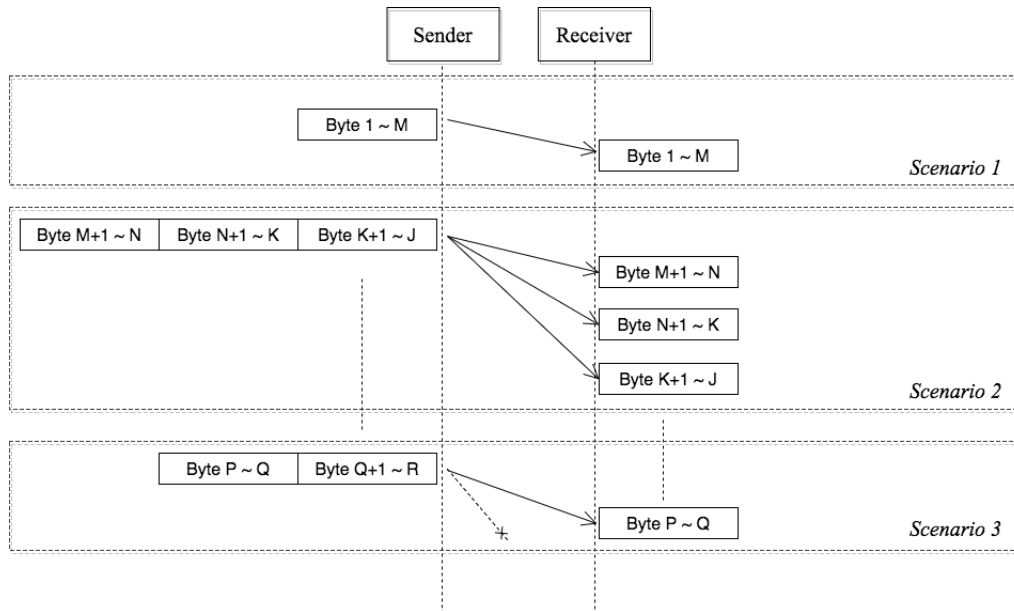 Sender
Receiver
Byte 1 ~ M
Byte 1 ~ M
Scenario 1
Byte M+1 ~ N
Byte N+1 ~ K
Byte K+1 ~ J
Byte M+1 ~ N
Byte N+1 ~ K
Byte K+1 ~ J
Scenario 2
Byte P ~ Q
Byte Q+1 ~ R
Byte P ~ Q
Scenario 3